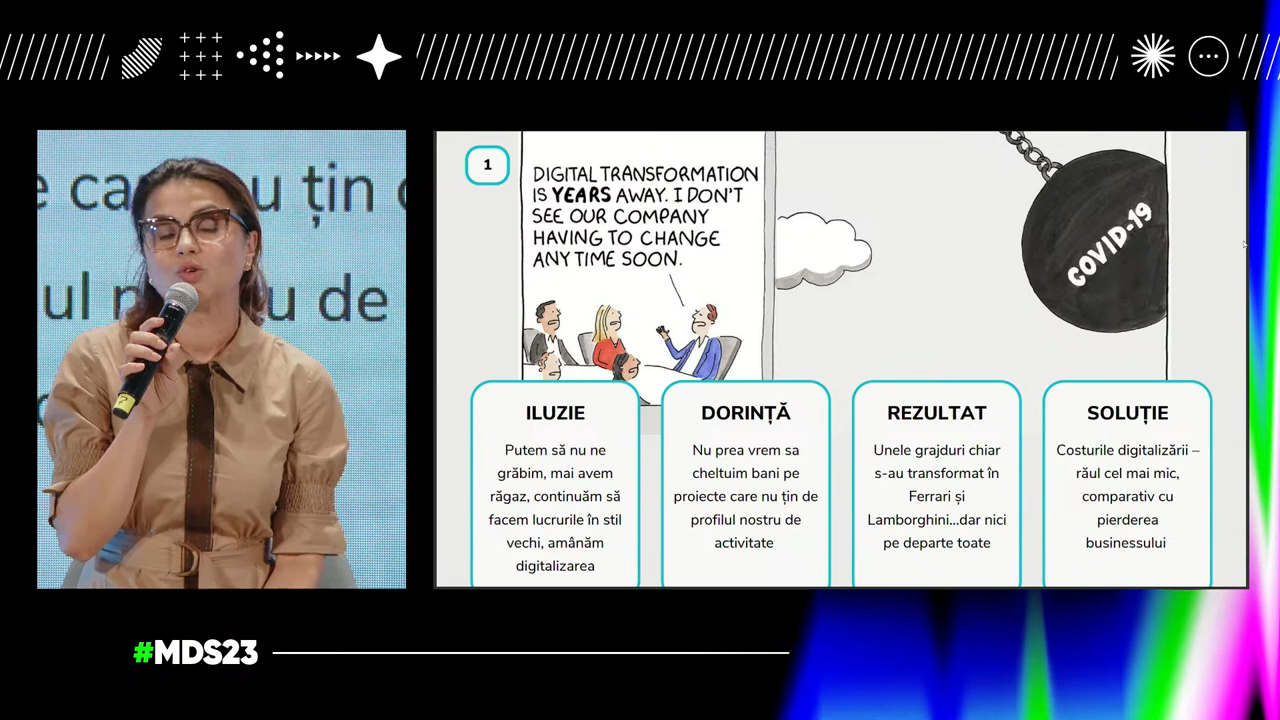 e ca
u țin
ul n
u de
1
DIGITAL TRANSFORMATION
IS YEARS AWAY. I DON'T
SEE OUR COMPANY
HAVING TO CHANGE
ANY TIME SOON.
COVID-19
ILUZIE
Putem să nu ne
grăbim, mai avem
răgaz, continuăm să
facem lucrurile în stil
vechi, amânăm
digitalizarea
DORINȚĂ
Nu prea vrem sa
cheltuim bani pe
proiecte care nu țin de
profilul nostru de
activitate
REZULTAT
Unele grajduri chiar
s-au transformat în
Ferrari și
Lamborghini...dar nici
pe departe toate
SOLUȚIE
Costurile digitalizării –
răul cel mai mic,
comparativ cu
pierderea
businessului
#MDS23